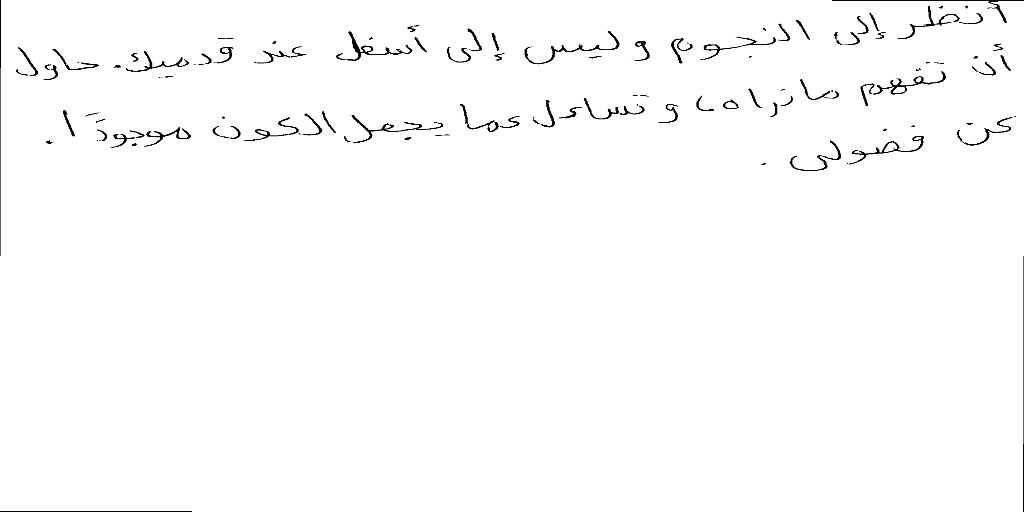 أنظر إلى النجوم وليس إلى أسفل عند قدميك. حاول
أن تفهم ما تراه، وتساءل عما يجعل الكون موجودًا.
كن فضولي.